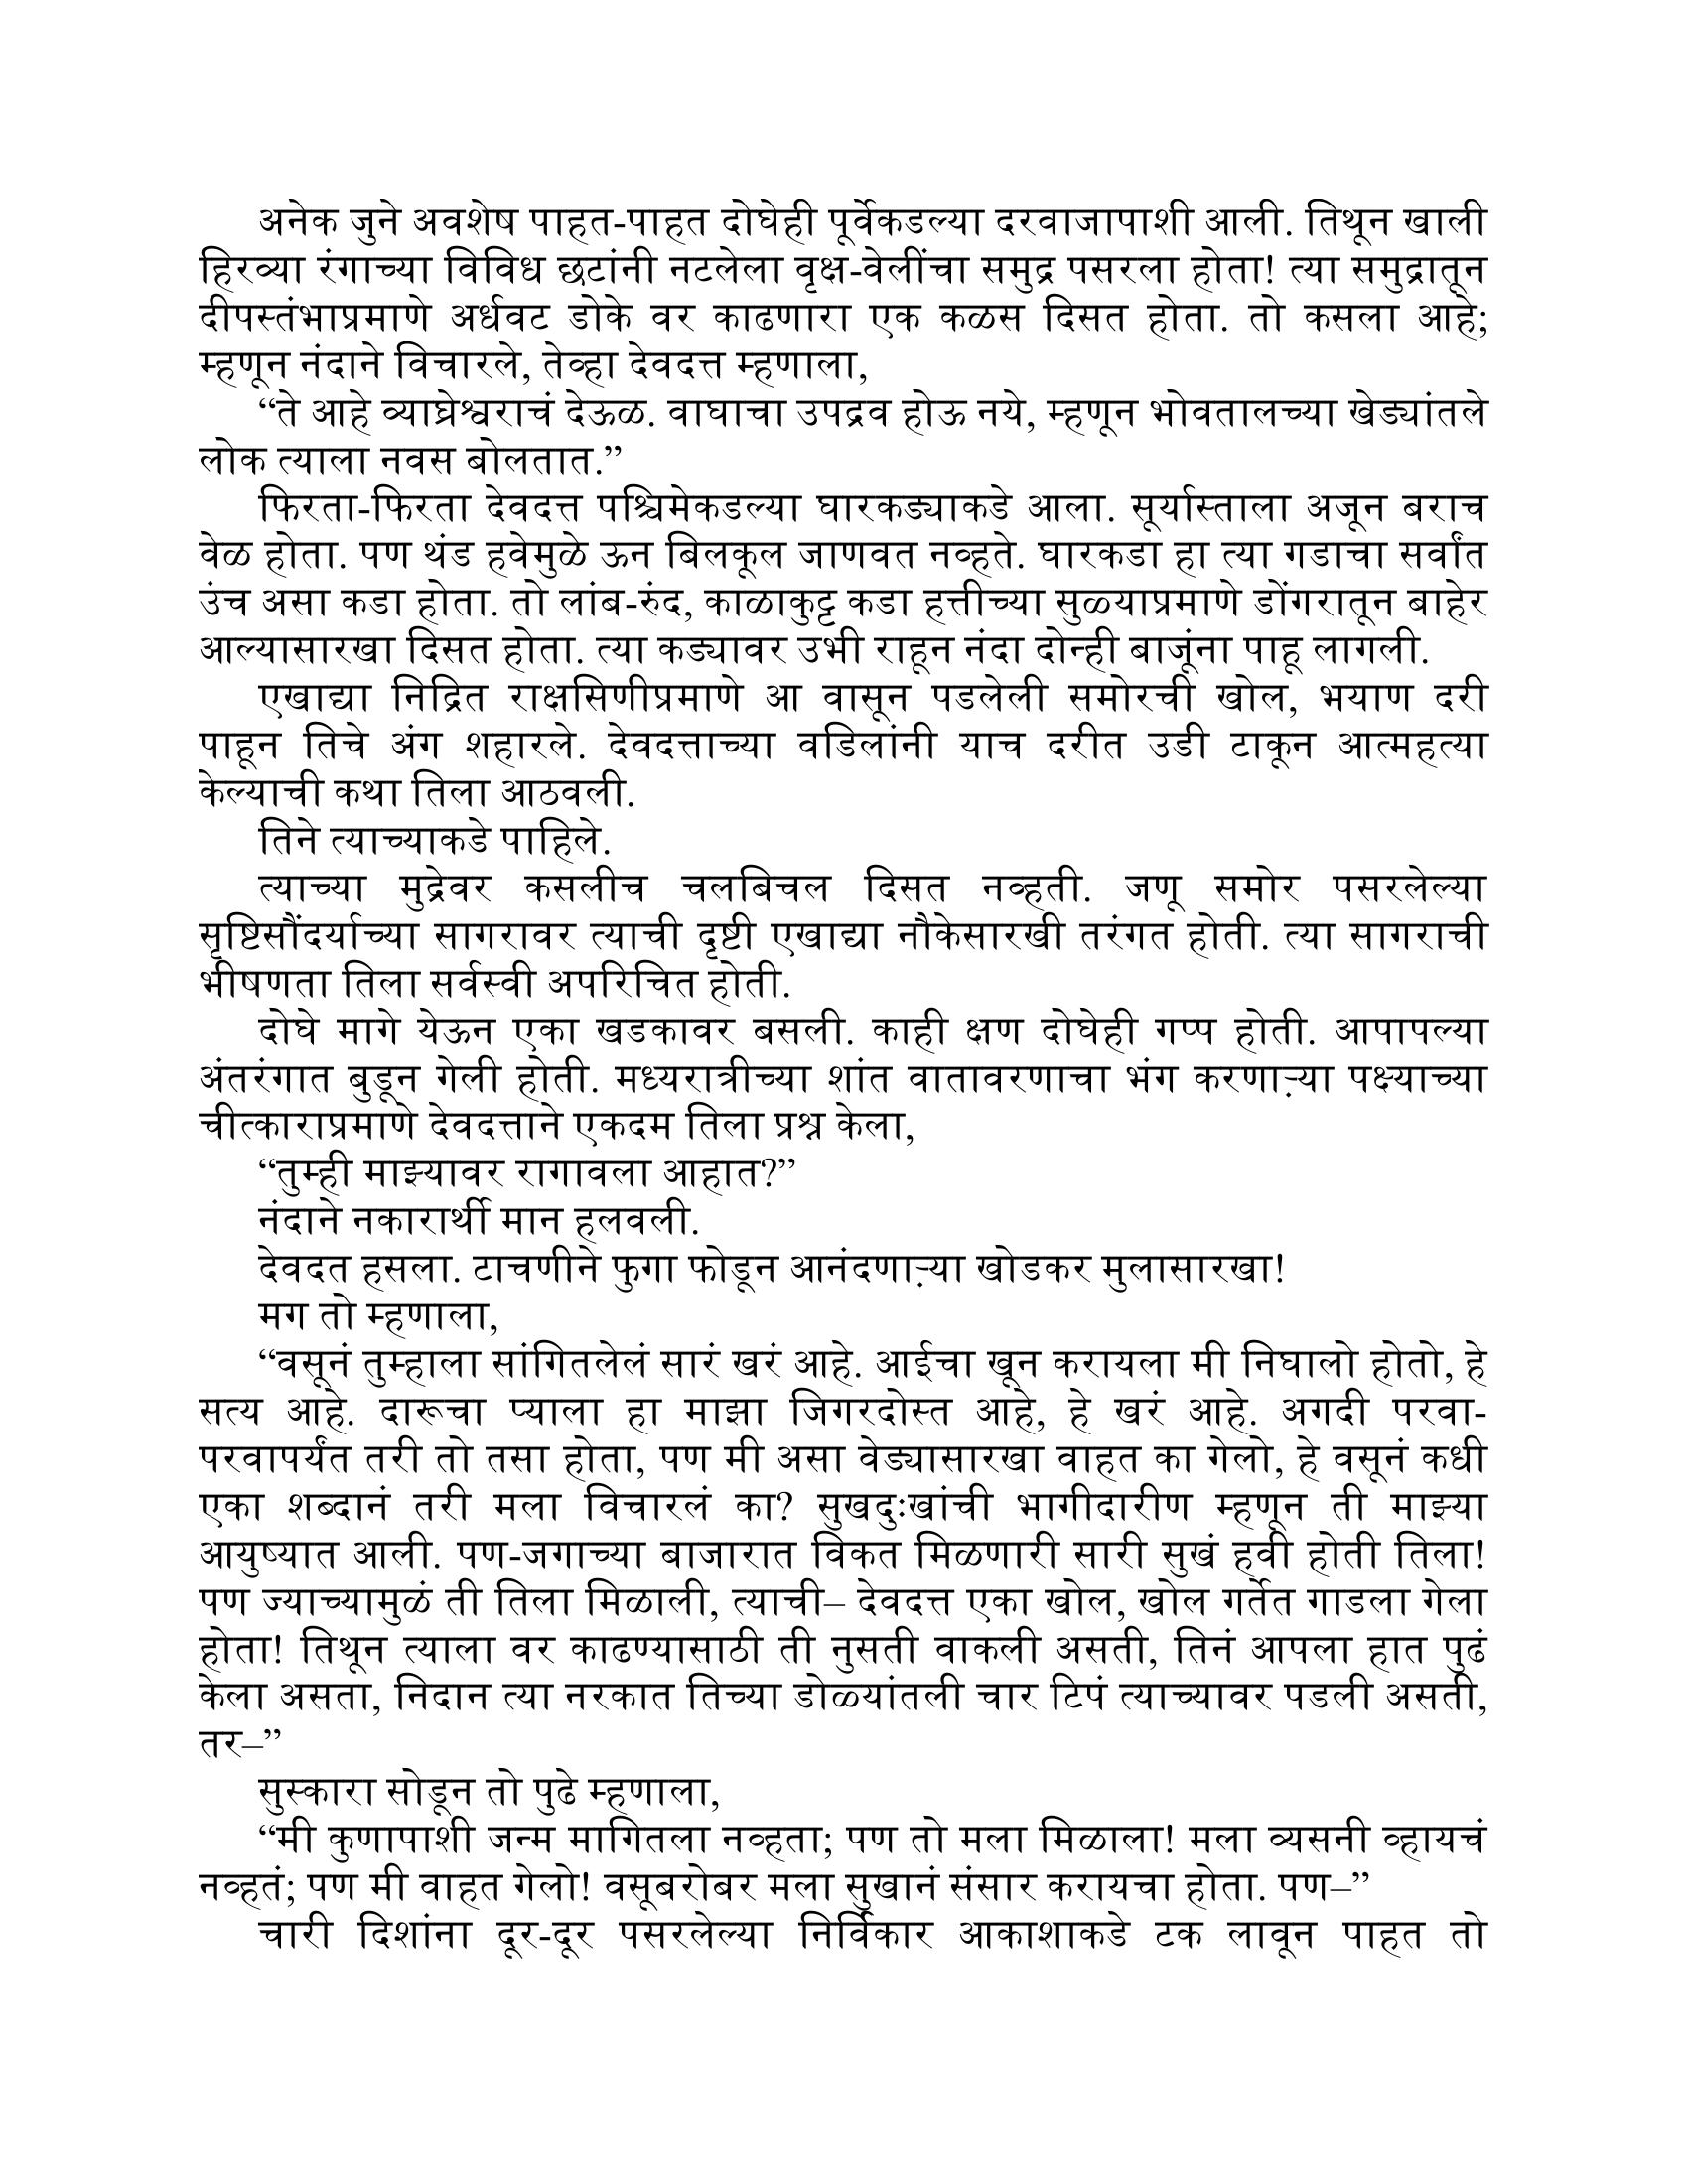 अनेक जुने अवशेष पाहत-पाहत दोघेही पूर्वेकडल्या दरवाजापाशी आली. तिथून खाली
हिरव्या रंगाच्या विविध छटांनी नटलेला वृक्ष-वेलींचा समुद्र पसरला होता! त्या समुद्रातून
दीपस्तंभाप्रमाणे अर्धवट डोके वर काढणारा एक कळस दिसत होता. तो कसला आहे;
म्हणून नंदाने विचारले, तेव्हा देवदत्त म्हणाला,
“ते आहे व्याघ्रेश्वराचं देऊळ. वाघाचा उपद्रव होऊ नये, म्हणून भोवतालच्या खेड्यांतले
लोक त्याला नवस बोलतात.”
फिरता-फिरता देवदत्त पश्चिमेकडल्या घारकड्याकडे आला. सूर्यास्ताला अजून बराच
वेळ होता. पण थंड हवेमुळे ऊन बिलकूल जाणवत नव्हते. घारकडा हा त्या गडाचा सर्वांत
उंच असा कडा होता. तो लांब-रुंद, काळाकुट्ट कडा हत्तीच्या सुळ्याप्रमाणे डोंगरातून बाहेर
आल्यासारखा दिसत होता. त्या कड्यावर उभी राहून नंदा दोन्ही बाजूंना पाहू लागली.
एखाद्या निद्रित राक्षसिणीप्रमाणे आ वासून पडलेली समोरची खोल, भयाण दरी
पाहून तिचे अंग शहारले. देवदत्ताच्या वडिलांनी याच दरीत उडी टाकून आत्महत्या
केल्याची कथा तिला आठवली.
तिने त्याच्याकडे पाहिले.
त्याच्या मुद्रेवर कसलीच चलबिचल दिसत नव्हती. जणू समोर पसरलेल्या
सृष्टिसौंदर्याच्या सागरावर त्याची दृष्टी एखाद्या नौकेसारखी तरंगत होती. त्या सागराची
भीषणता तिला सर्वस्वी अपरिचित होती.
दोघे मागे येऊन एका खडकावर बसली. काही क्षण दोघेही गप्प होती. आपापल्या
अंतरंगात बुडून गेली होती. मध्यरात्रीच्या शांत वातावरणाचा भंग करणाऱ्या पक्ष्याच्या
चीत्काराप्रमाणे देवदत्ताने एकदम तिला प्रश्न केला,
“तुम्ही माझ्यावर रागावला आहात?”
नंदाने नकारार्थी मान हलवली.
देवदत हसला. टाचणीने फुगा फोडून आनंदणाऱ्या खोडकर मुलासारखा!
मग तो म्हणाला,
“वसूनं तुम्हाला सांगितलेलं सारं खरं आहे. आईचा खून करायला मी निघालो होतो, हे
सत्य आहे. दारूचा प्याला हा माझा जिगरदोस्त आहे, हे खरं आहे. अगदी परवा-
परवापर्यंत तरी तो तसा होता, पण मी असा वेड्यासारखा वाहत का गेलो, हे वसूनं कधी
एका शब्दानं तरी मला विचारलं का? सुखदुःखांची भागीदारीण म्हणून ती माझ्या
आयुष्यात आली. पण-जगाच्या बाजारात विकत मिळणारी सारी सुखं हवी होती तिला!
पण ज्याच्यामुळं ती तिला मिळाली, त्याची– देवदत्त एका खोल, खोल गर्तेत गाडला गेला
होता! तिथून त्याला वर काढण्यासाठी ती नुसती वाकली असती, तिनं आपला हात पुढं
केला असता, निदान त्या नरकात तिच्या डोळ्यांतली चार टिपं त्याच्यावर पडली असती,
तर–”
सुस्कारा सोडून तो पुढे म्हणाला,
“मी कुणापाशी जन्म मागितला नव्हता; पण तो मला मिळाला! मला व्यसनी व्हायचं
नव्हतं; पण मी वाहत गेलो! वसूबरोबर मला सुखानं संसार करायचा होता. पण–”
चारी दिशांना दूर-दूर पसरलेल्या निर्विकार आकाशाकडे टक लावून पाहत तो